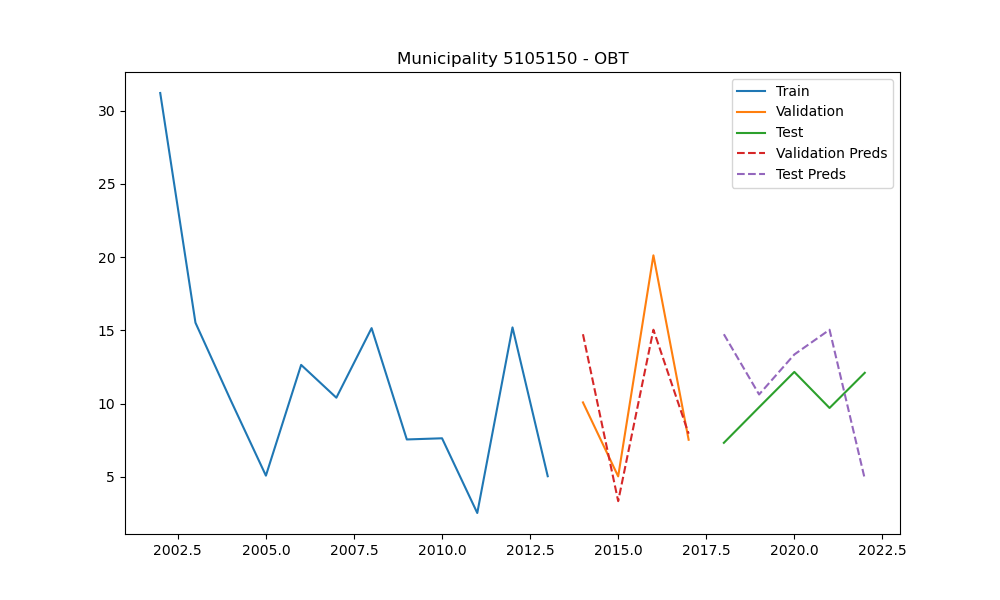 Municipality 5105150 - OBT
Train
Validation
Test
Validation Preds
Test Preds
30
25
20
15
10
5
2002.5 2005.0 2007.5 2010.0 2012.5 2015.0 2017.5 2020.0 2022.5